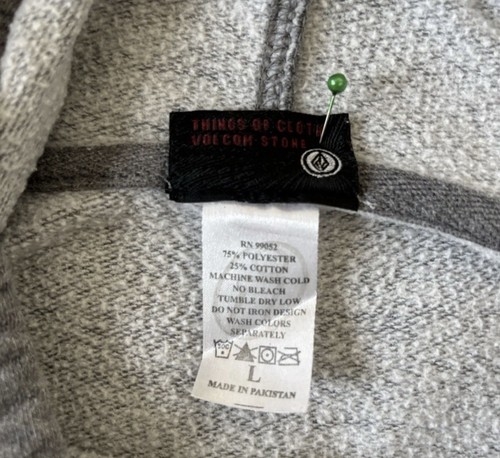 THINGS OF CLOTH
VOLCOM STONE
RN 99052
75% POLYESTER
25% COTTON
MACHINE WASH COLD
NO BLEACH
TUMBLE DRY LOW
DO NOT IRON DESIGN
WASH COLORS
SEPARATELY
L
MADE IN PAKISTAN